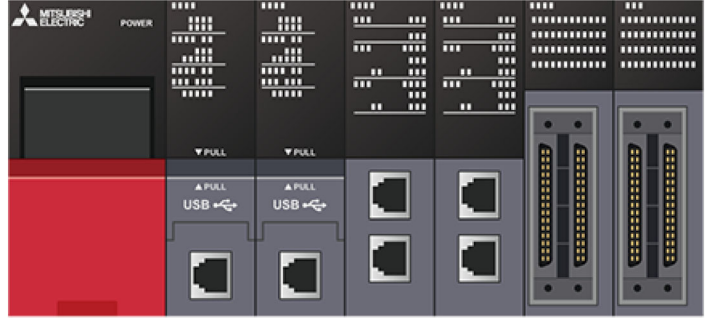 MITSUBISHI
ELECTRIC
POWER
▼PULL
▼PULL
▲PULL
▲PULL
USB
USB